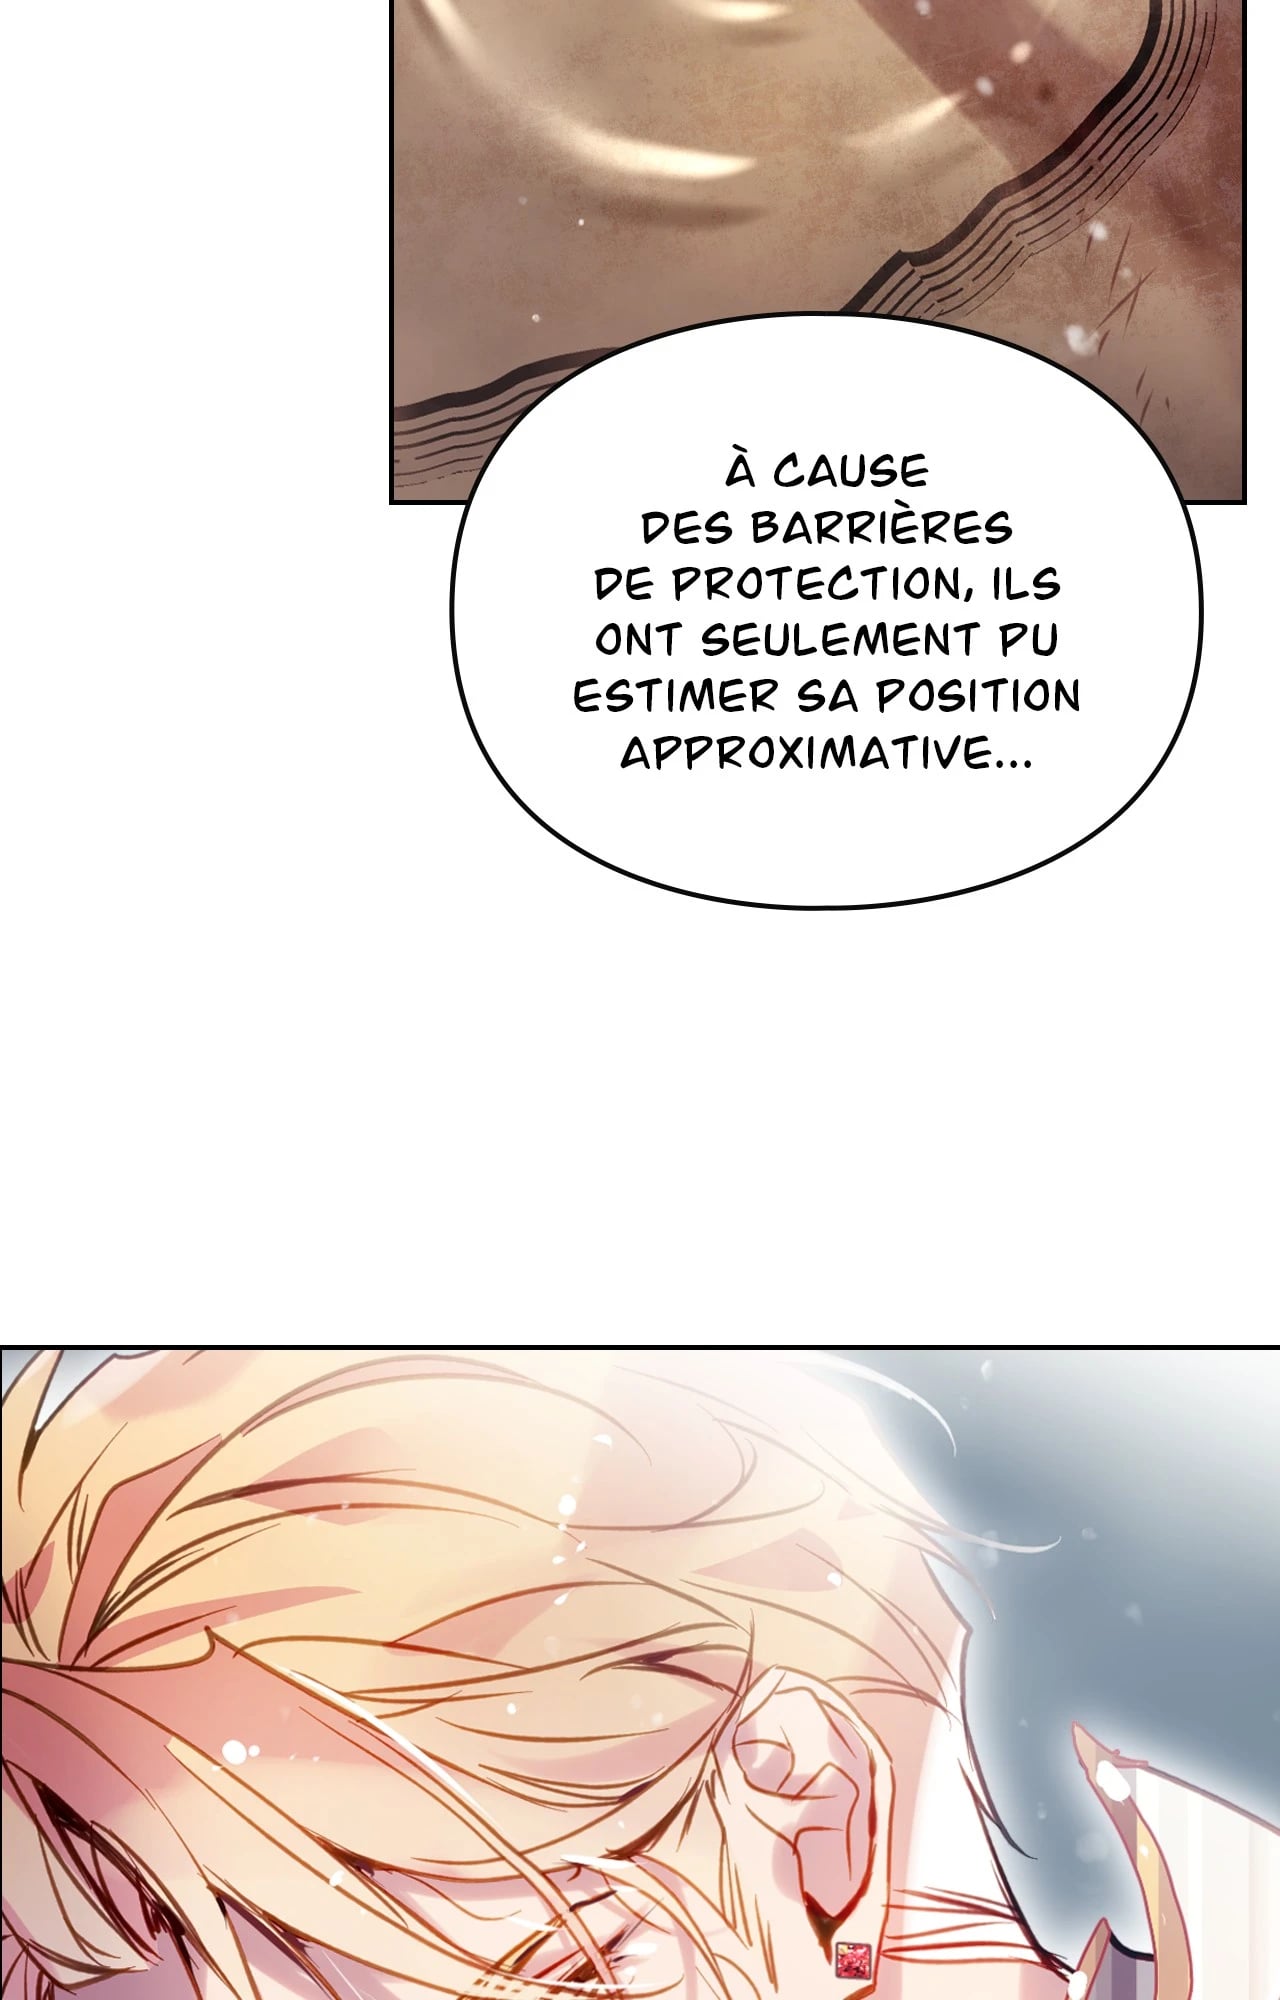 À CAUSE
DES BARRIÈRES
DE PROTECTION, ILS
ONT SEULEMENT PU
ESTIMER SA POSITION
APPROXIMATIVE...